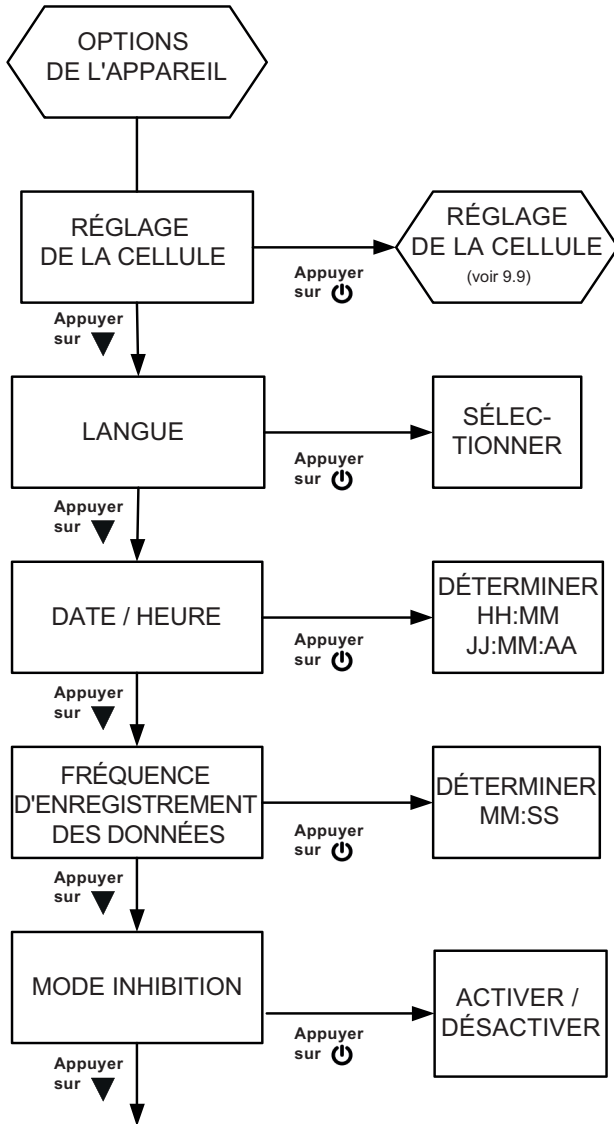 OPTIONS
DE L'APPAREIL
RÉGLAGE
DE LA CELLULE
Appuyer
sur
RÉGLAGE
DE LA CELLULE
(voir 9.9)
Appuyer
sur ▼
LANGUE
Appuyer
sur
SÉLEC-
TIONNER
Appuyer
sur ▼
DATE / HEURE
Appuyer
sur
DÉTERMINER
HH:MM
JJ:MM:AA
Appuyer
sur ▼
FRÉQUENCE
D'ENREGISTREMENT
DES DONNÉES
Appuyer
sur
DÉTERMINER
MM:SS
Appuyer
sur ▼
MODE INHIBITION
Appuyer
sur
ACTIVER /
DÉSACTIVER
Appuyer
sur ▼